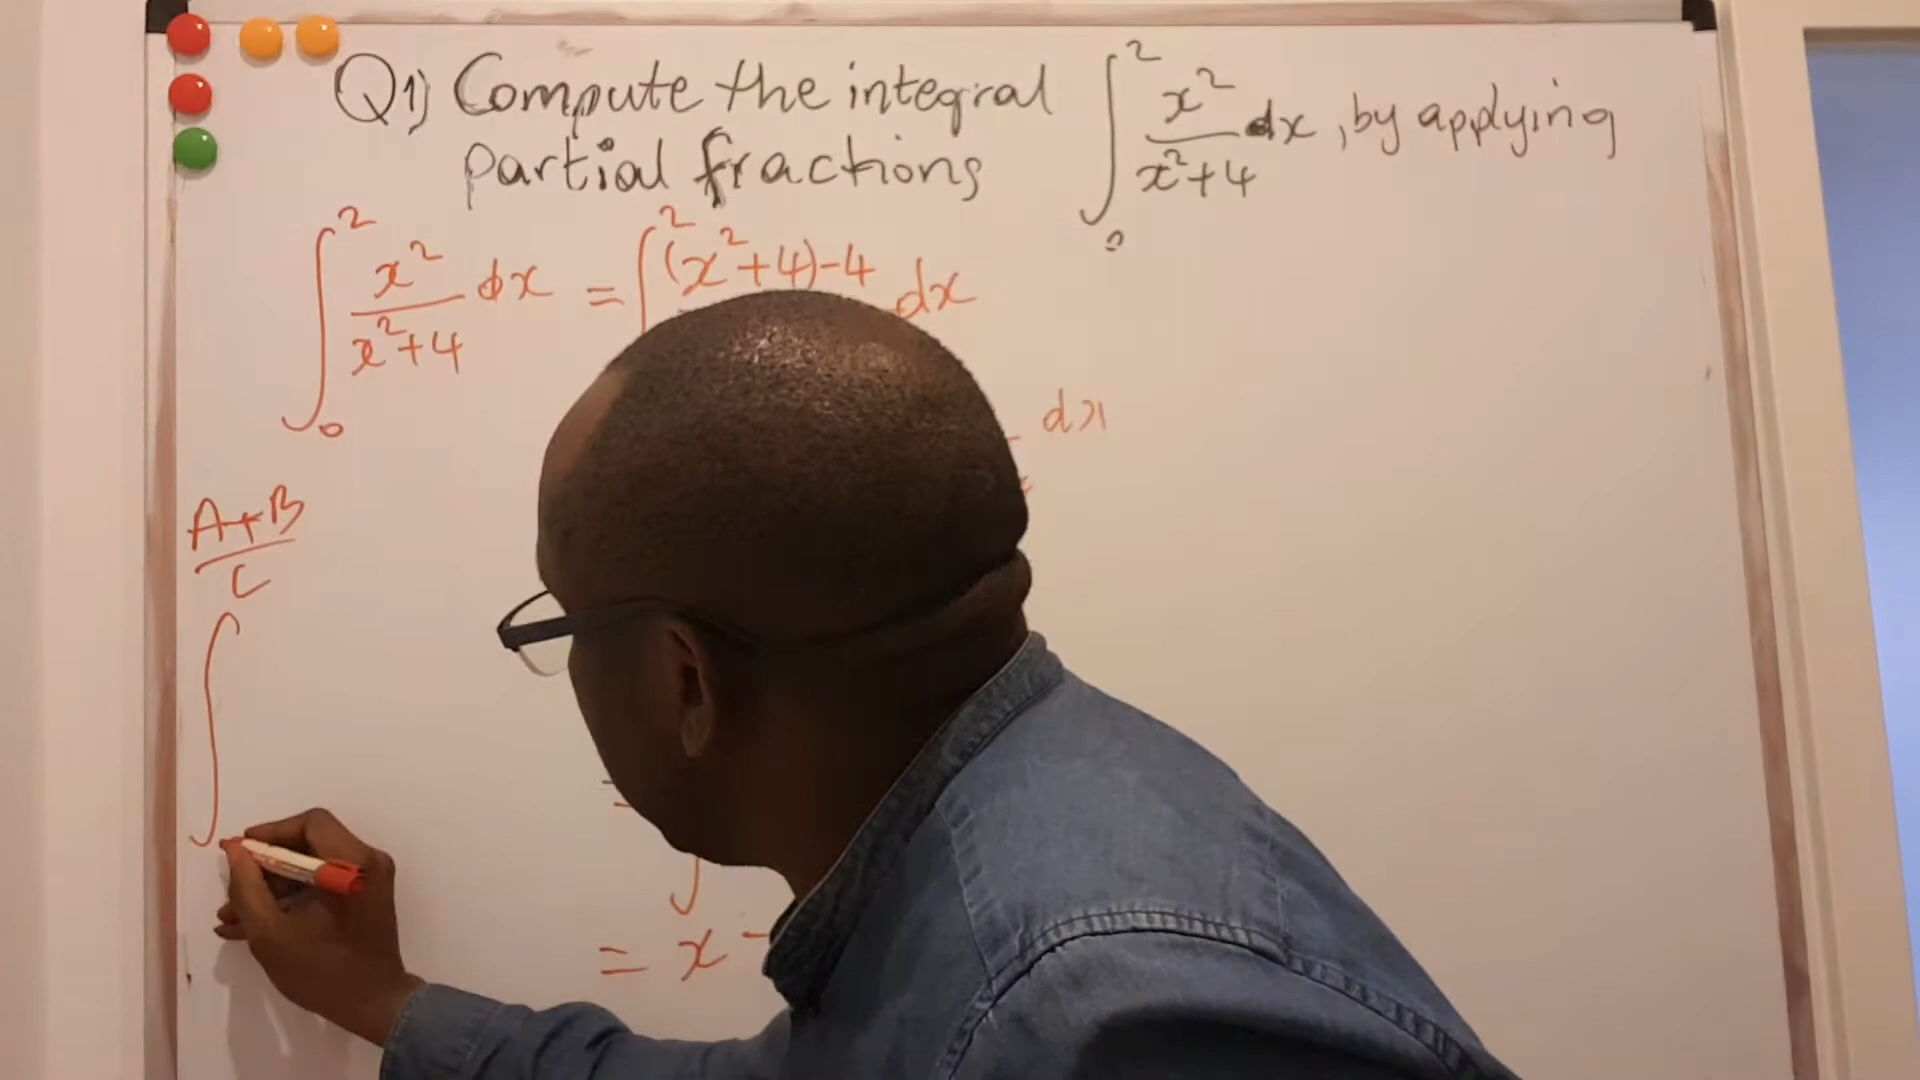 Q1) Compute the integral ∫₀² x²/(x²+4) dx, by applying
partial fractions
∫₀² x²/(x²+4) dx = ∫² (x²+4)-4 dx
dx
(A+B)/C
∫
=
∫
= x -